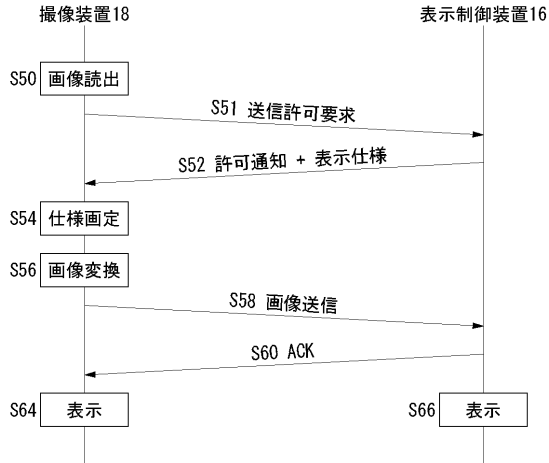 撮像装置18 表示制御装置16
S50 画像読出
S51 送信許可要求
S52 許可通知 + 表示仕様
S54 仕様画定
S56 画像変換
S58 画像送信
S60 ACK
S64 表示 S66 表示